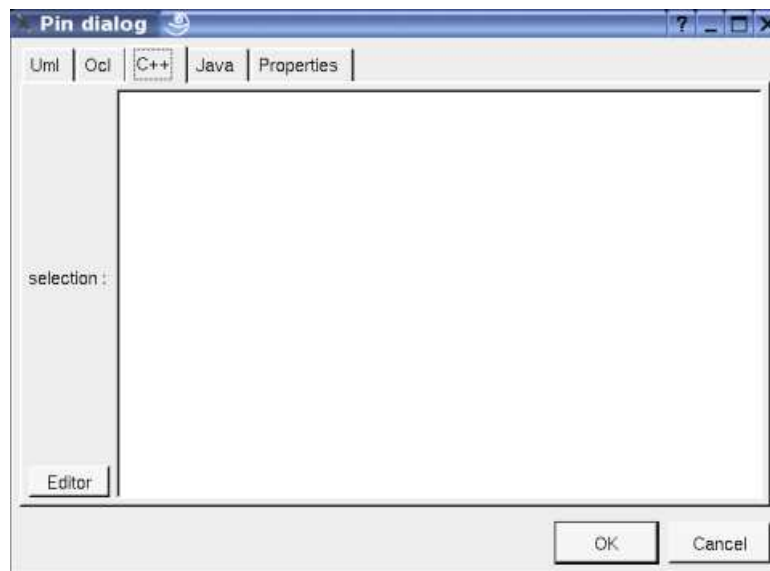 Pin dialog
Uml Ocl C++ Java Properties
selection :
Editor
OK Cancel